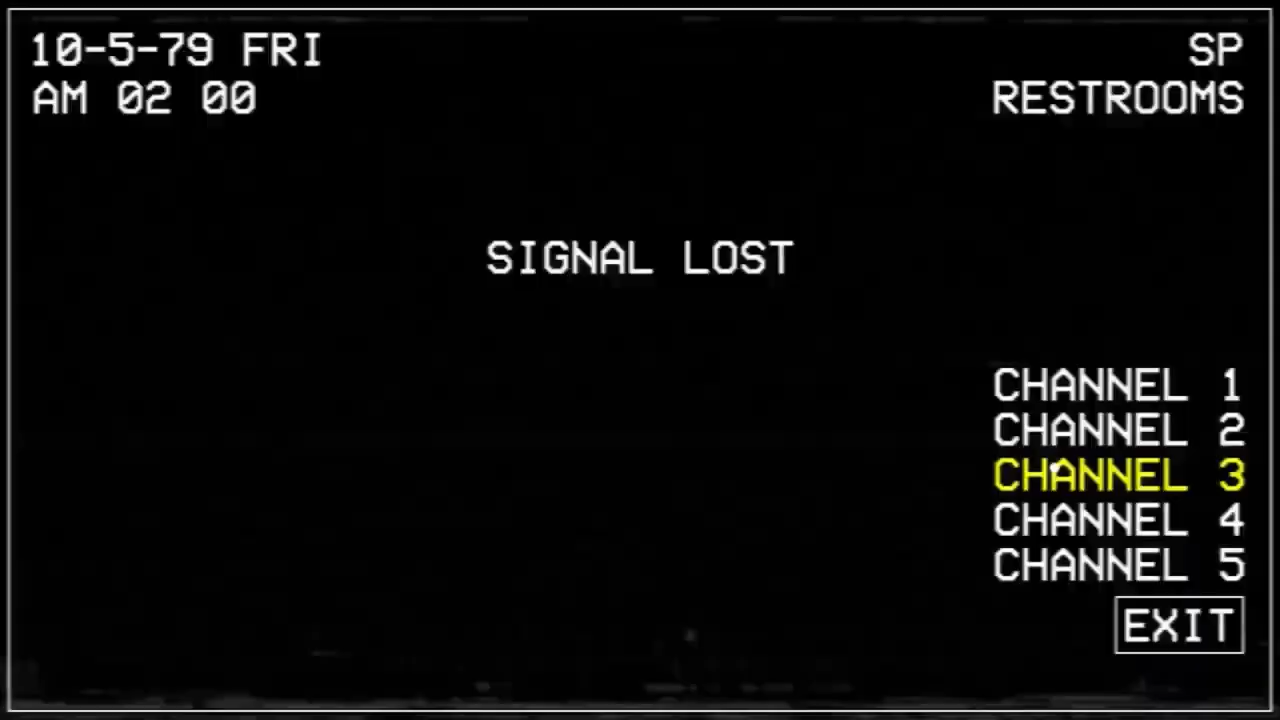 10-5-79 FRI
AM 02 00
SP
RESTROOMS
SIGNAL LOST
CHANNEL 1
CHANNEL 2
CHANNEL 3
CHANNEL 4
CHANNEL 5
EXIT